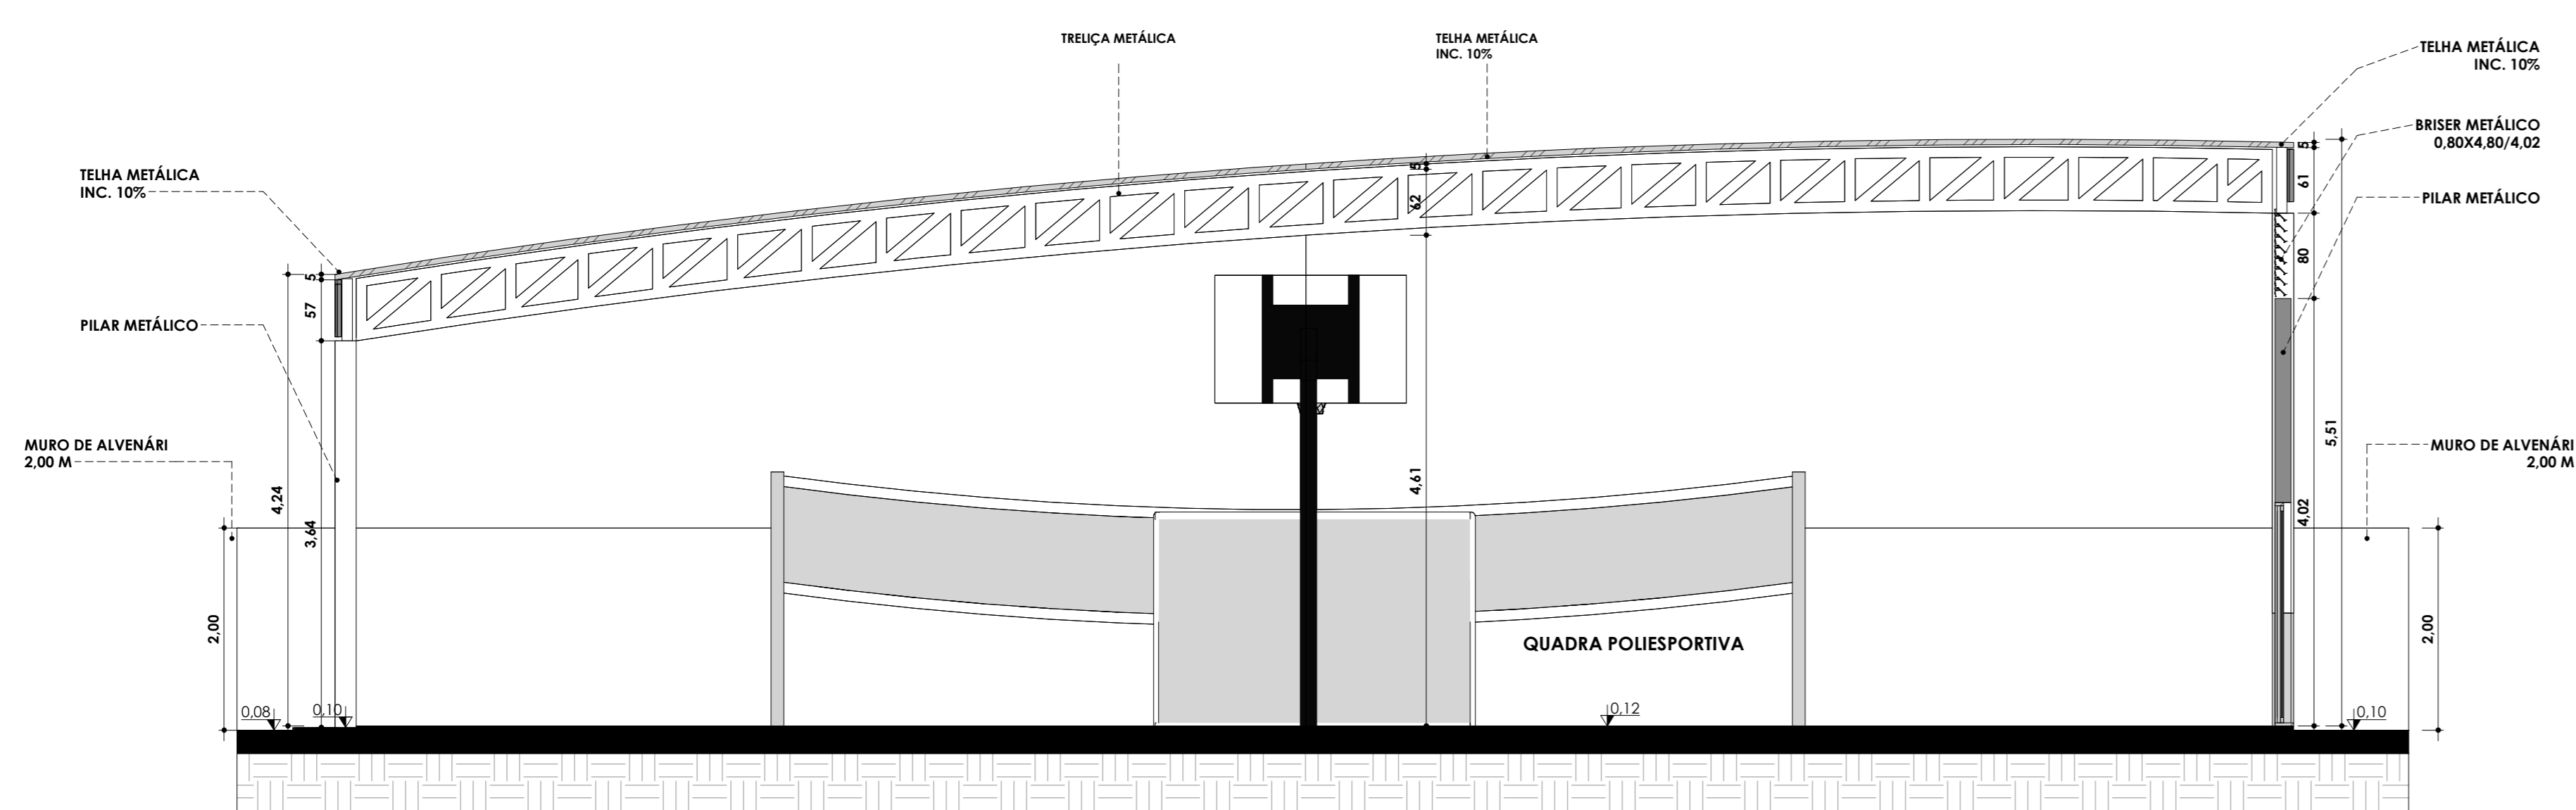 TRELIÇA METÁLICA
TELHA METÁLICA
INC. 10%
TELHA METÁLICA
INC. 10%
BRISER METÁLICO
0,80X4,80/4,02
PILAR METÁLICO
TELHA METÁLICA
INC. 10%
PILAR METÁLICO
MURO DE ALVENÁRI
2,00 M
MURO DE ALVENÁRI
2,00 M
5
57
4,24
3,64
2,00
5
62
4,61
5
61
80
5,51
4,02
2,00
QUADRA POLIESPORTIVA
0,08
0,10
0,12
0,10